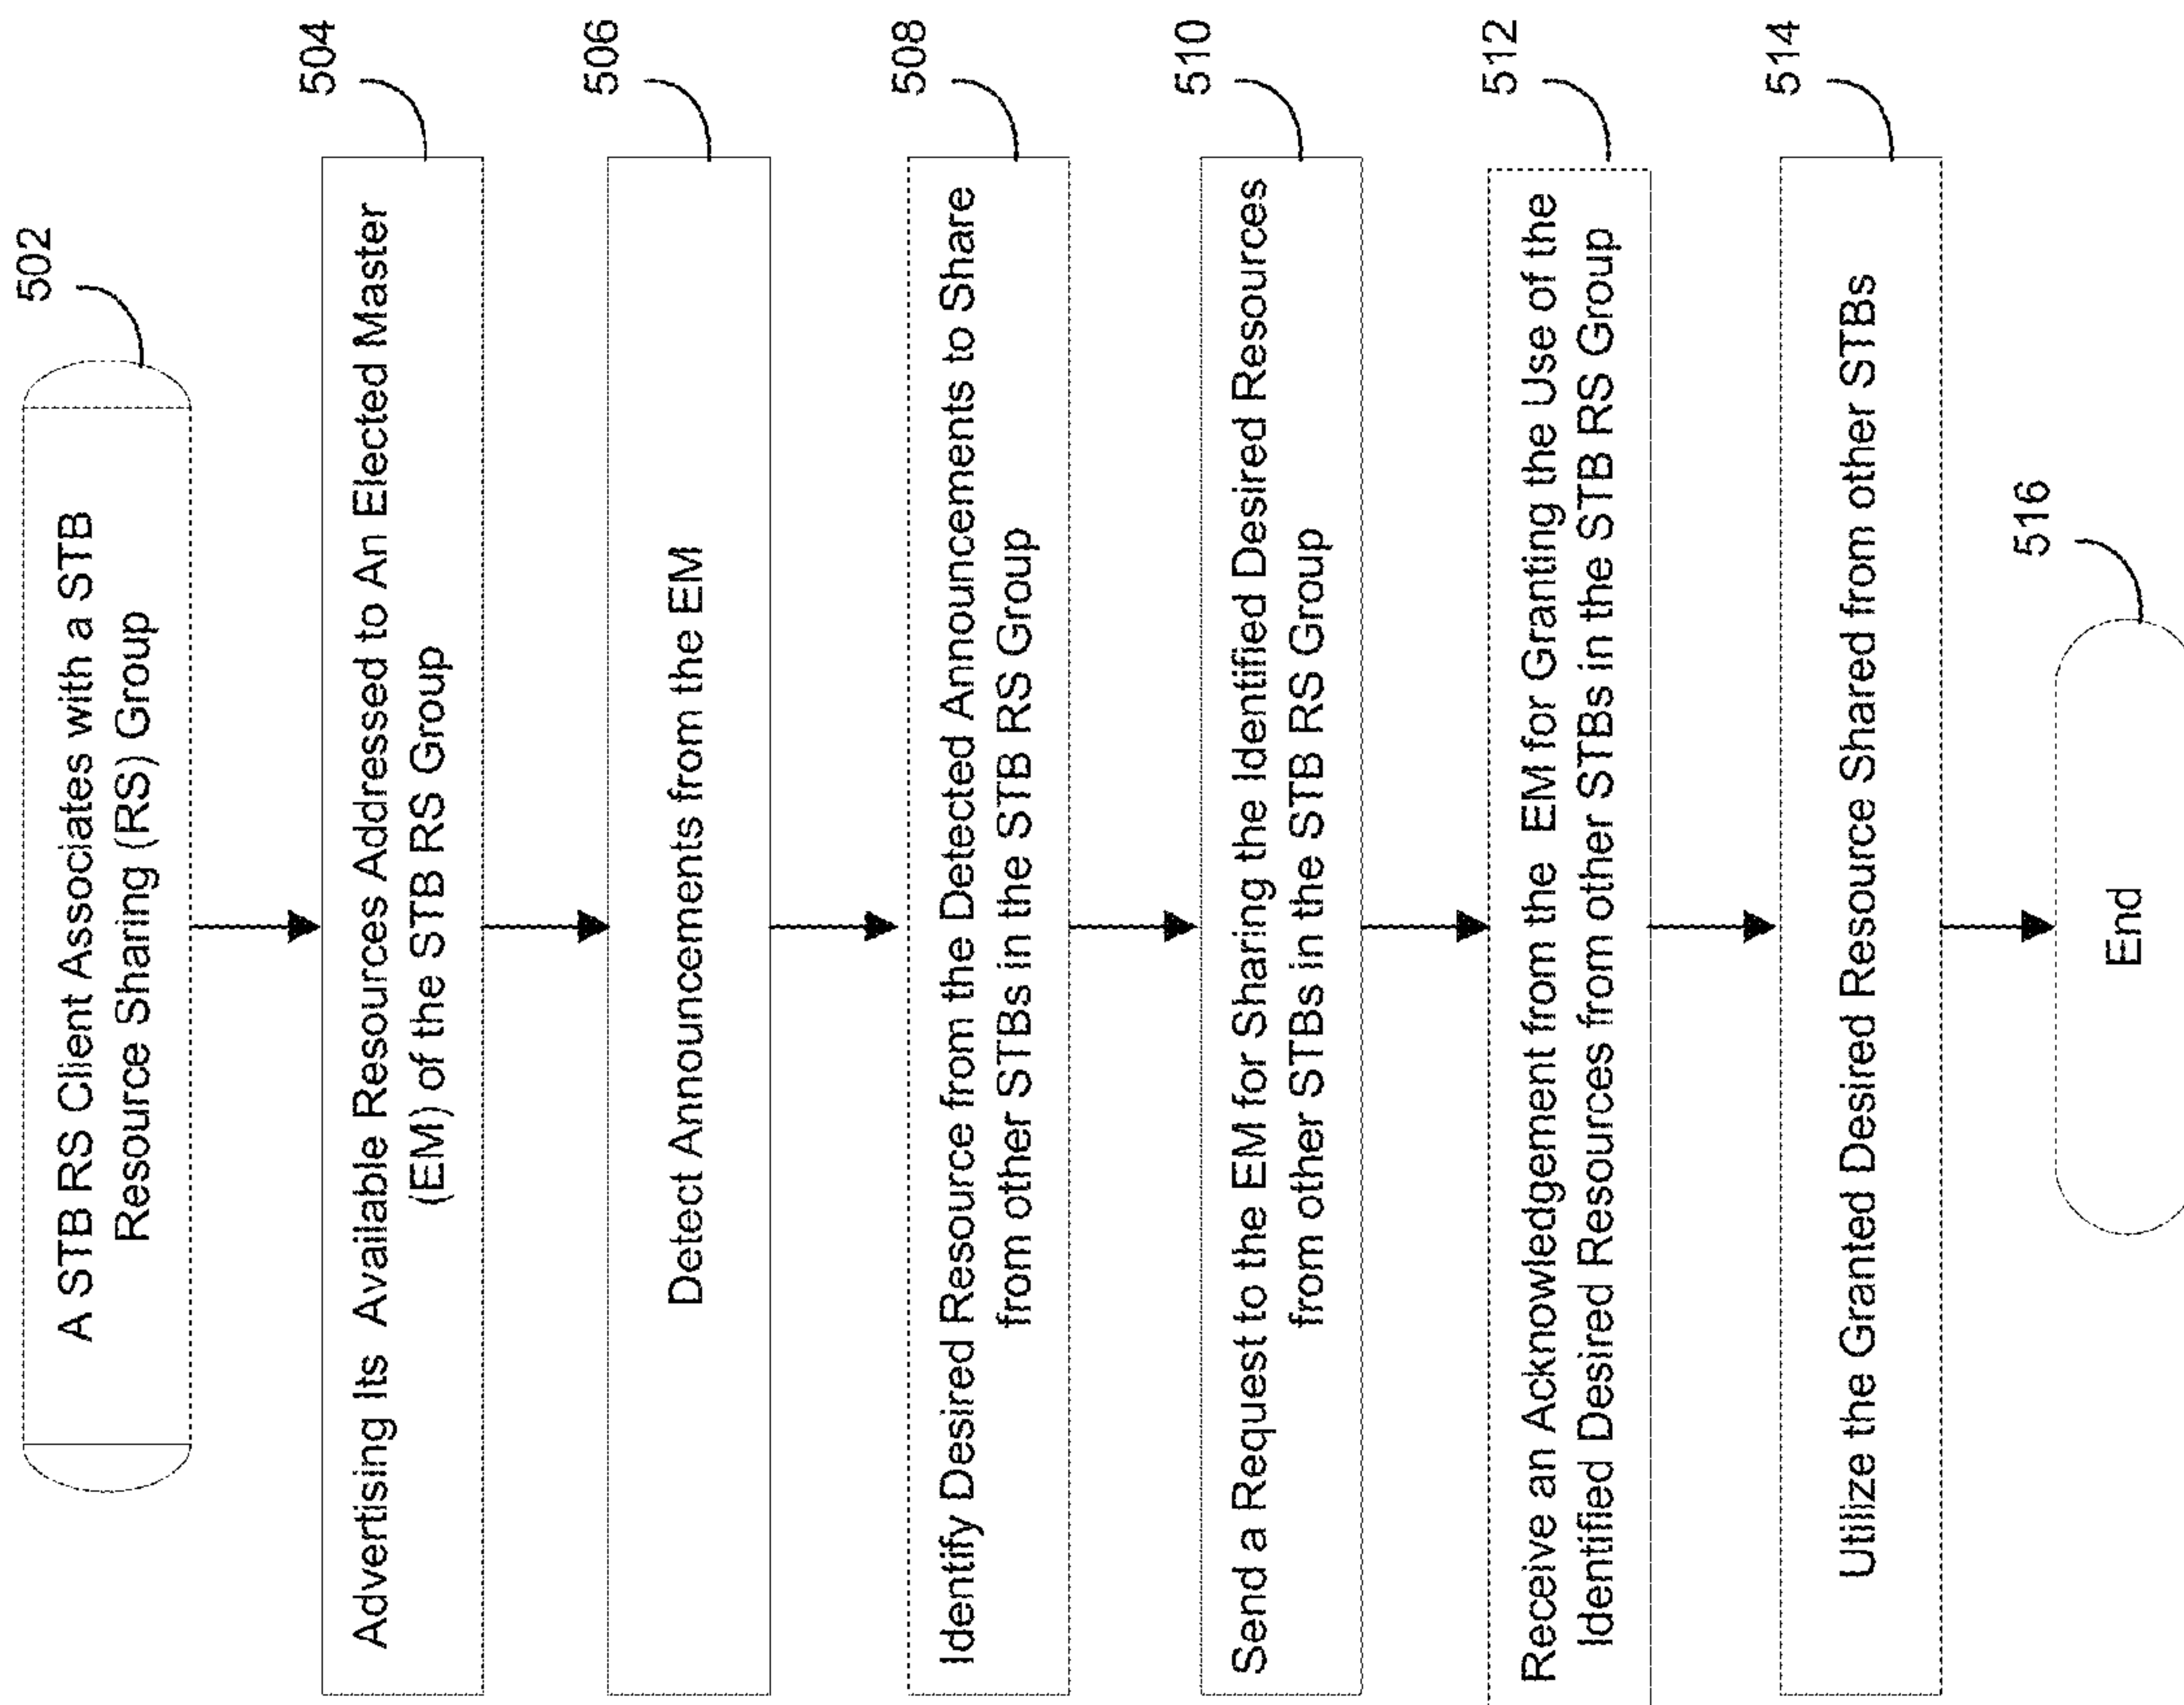 502
A STB RS Client Associates with a STB
Resource Sharing (RS) Group
504
Advertising Its Available Resources Addressed to An Elected Master
(EM) of the STB RS Group
506
Detect Announcements from the EM
508
Identify Desired Resource from the Detected Announcements to Share
from other STBs in the STB RS Group
510
Send a Request to the EM for Sharing the Identified Desired Resources
from other STBs in the STB RS Group
512
Receive an Acknowledgement from the EM for Granting the Use of the
Identified Desired Resources from other STBs in the STB RS Group
514
Utilize the Granted Desired Resource Shared from other STBs
516
End